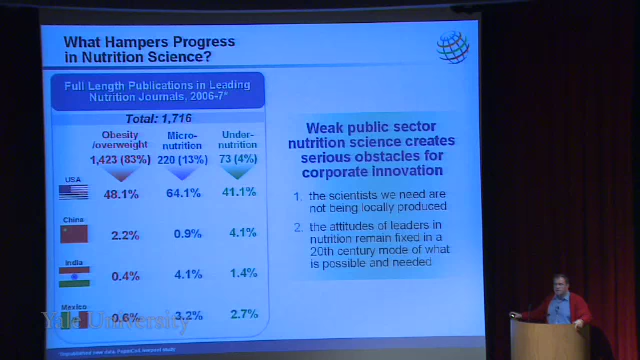 What Hampers Progress
in Nutrition Science?
Full Length Publications in Leading
Nutrition Journals, 2006-7*
Total: 1,716
Obesity
/overweight
1,423 (83%)
Micro-
nutrition
220 (13%)
Under-
nutrition
73 (4%)
USA
48.1%
64.1%
41.1%
China
2.2%
0.9%
4.1%
India
0.4%
4.1%
1.4%
Mexico
0.6%
3.2%
2.7%
Weak public sector
nutrition science creates
serious obstacles for
corporate innovation
1. the scientists we need are
not being locally produced
2. the attitudes of leaders in
nutrition remain fixed in a
20th century mode of what
is possible and needed
Yale University